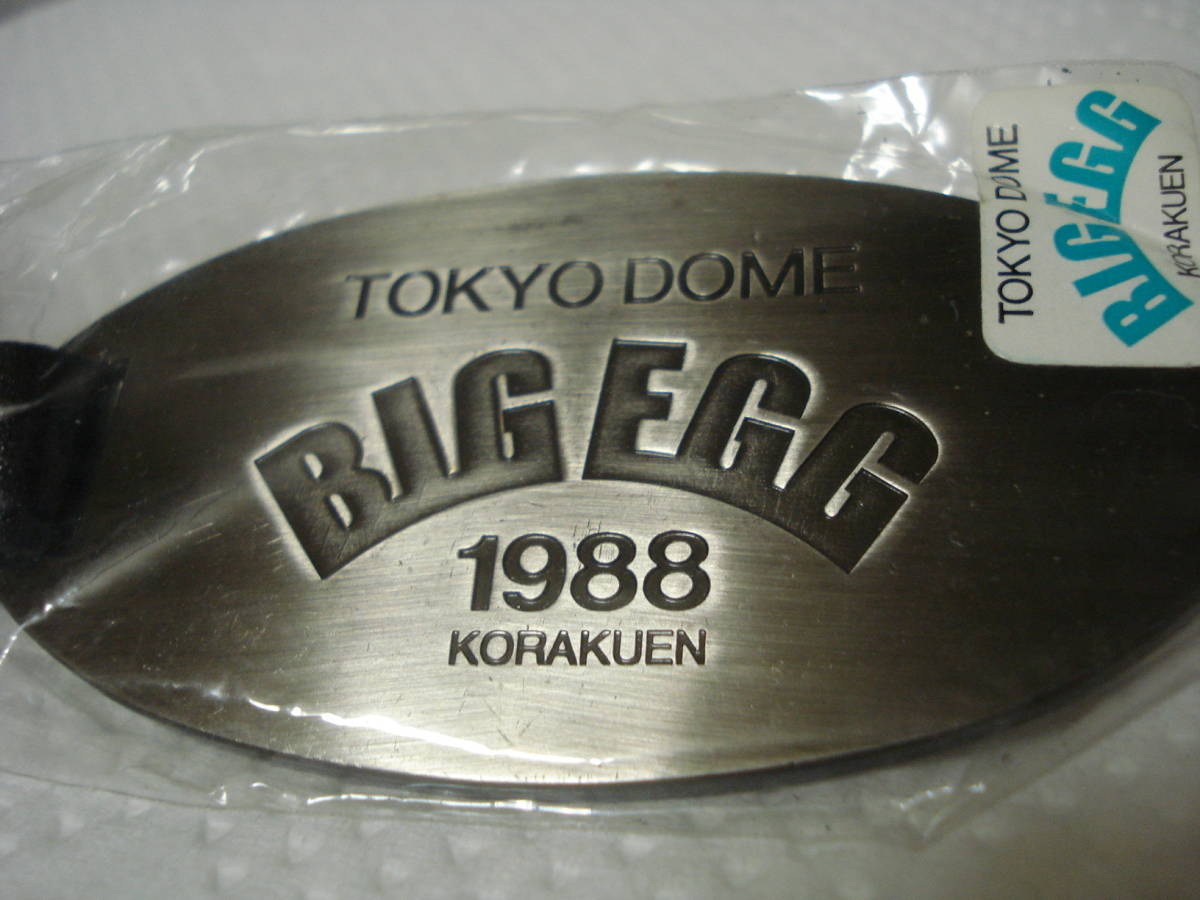 TOKYO DOME
BIG EGG
1988
KORAKUEN
TOKYO DOME
BIG EGG
KORAKUEN